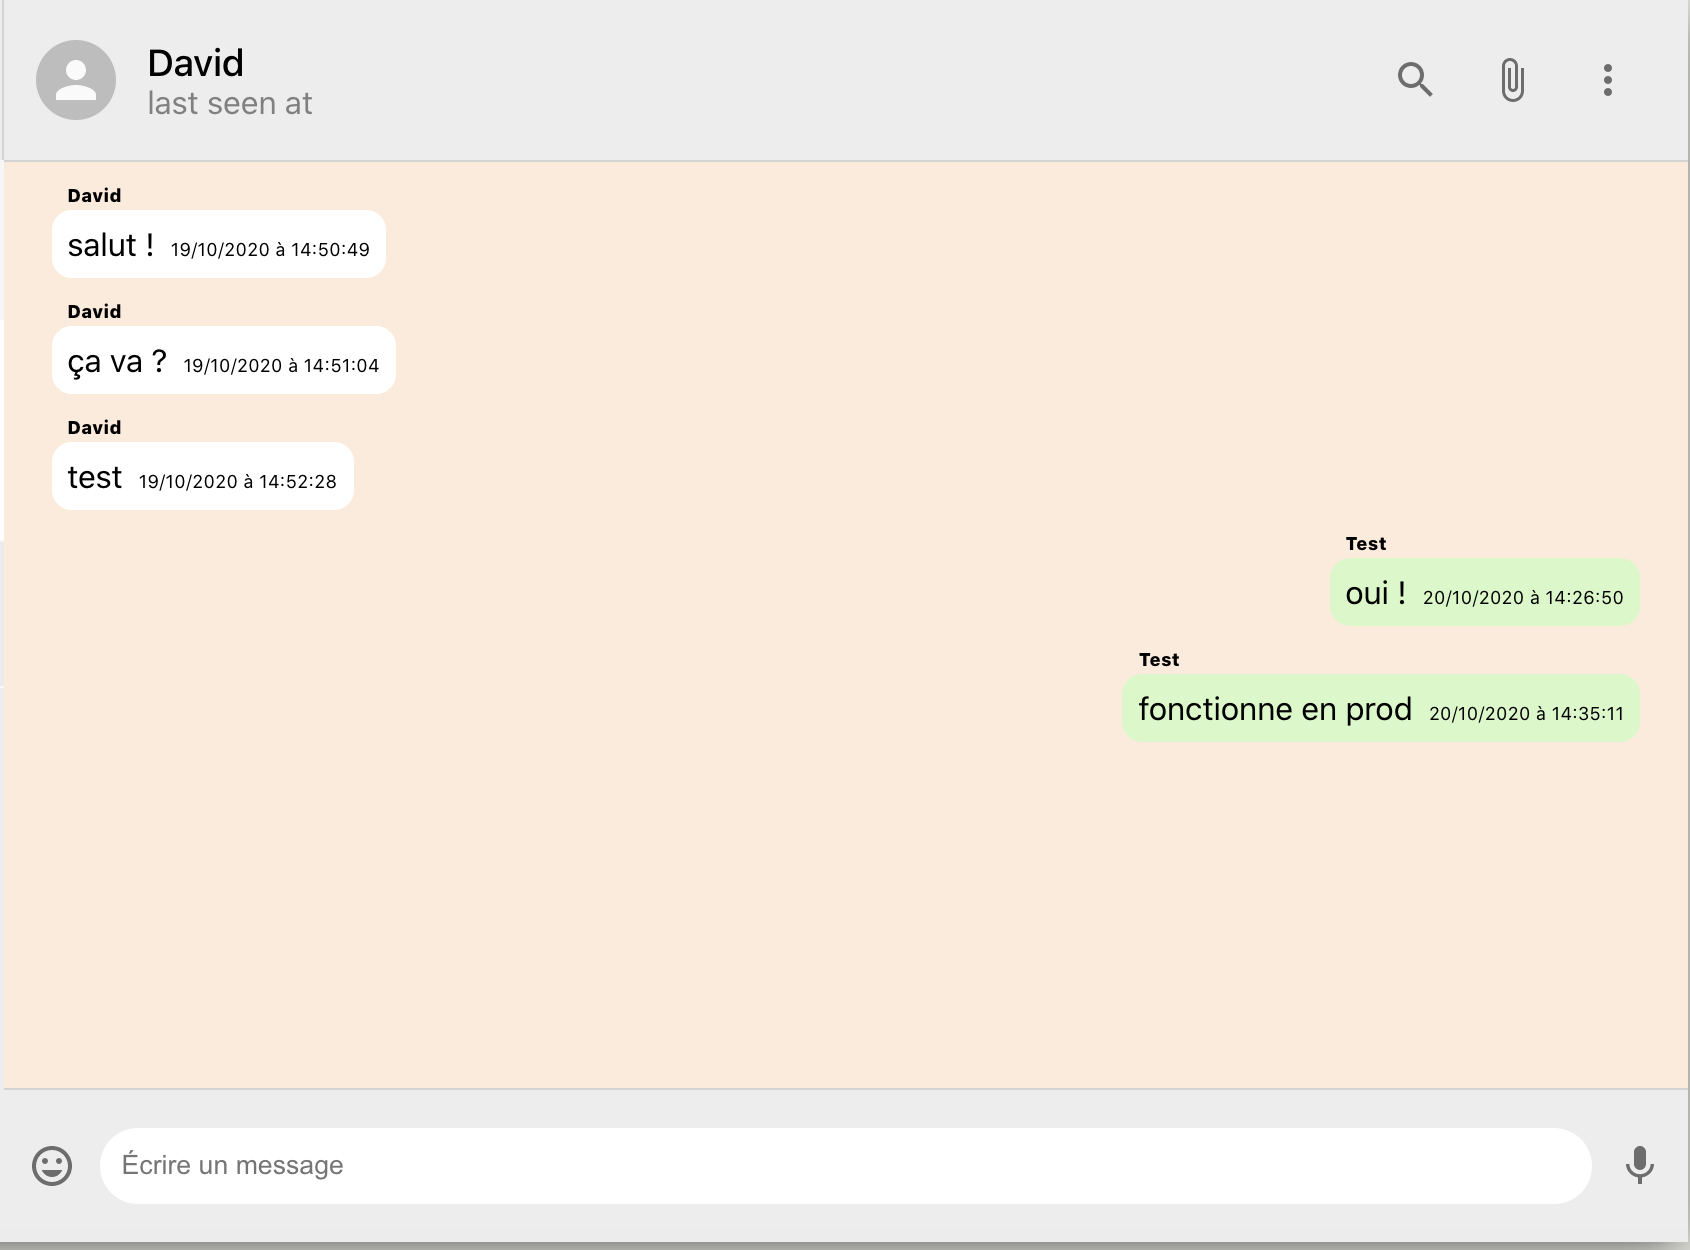 David
last seen at
David
salut ! 19/10/2020 à 14:50:49
David
ça va ? 19/10/2020 à 14:51:04
David
test 19/10/2020 à 14:52:28
Test
oui ! 20/10/2020 à 14:26:50
Test
fonctionne en prod 20/10/2020 à 14:35:11
Écrire un message